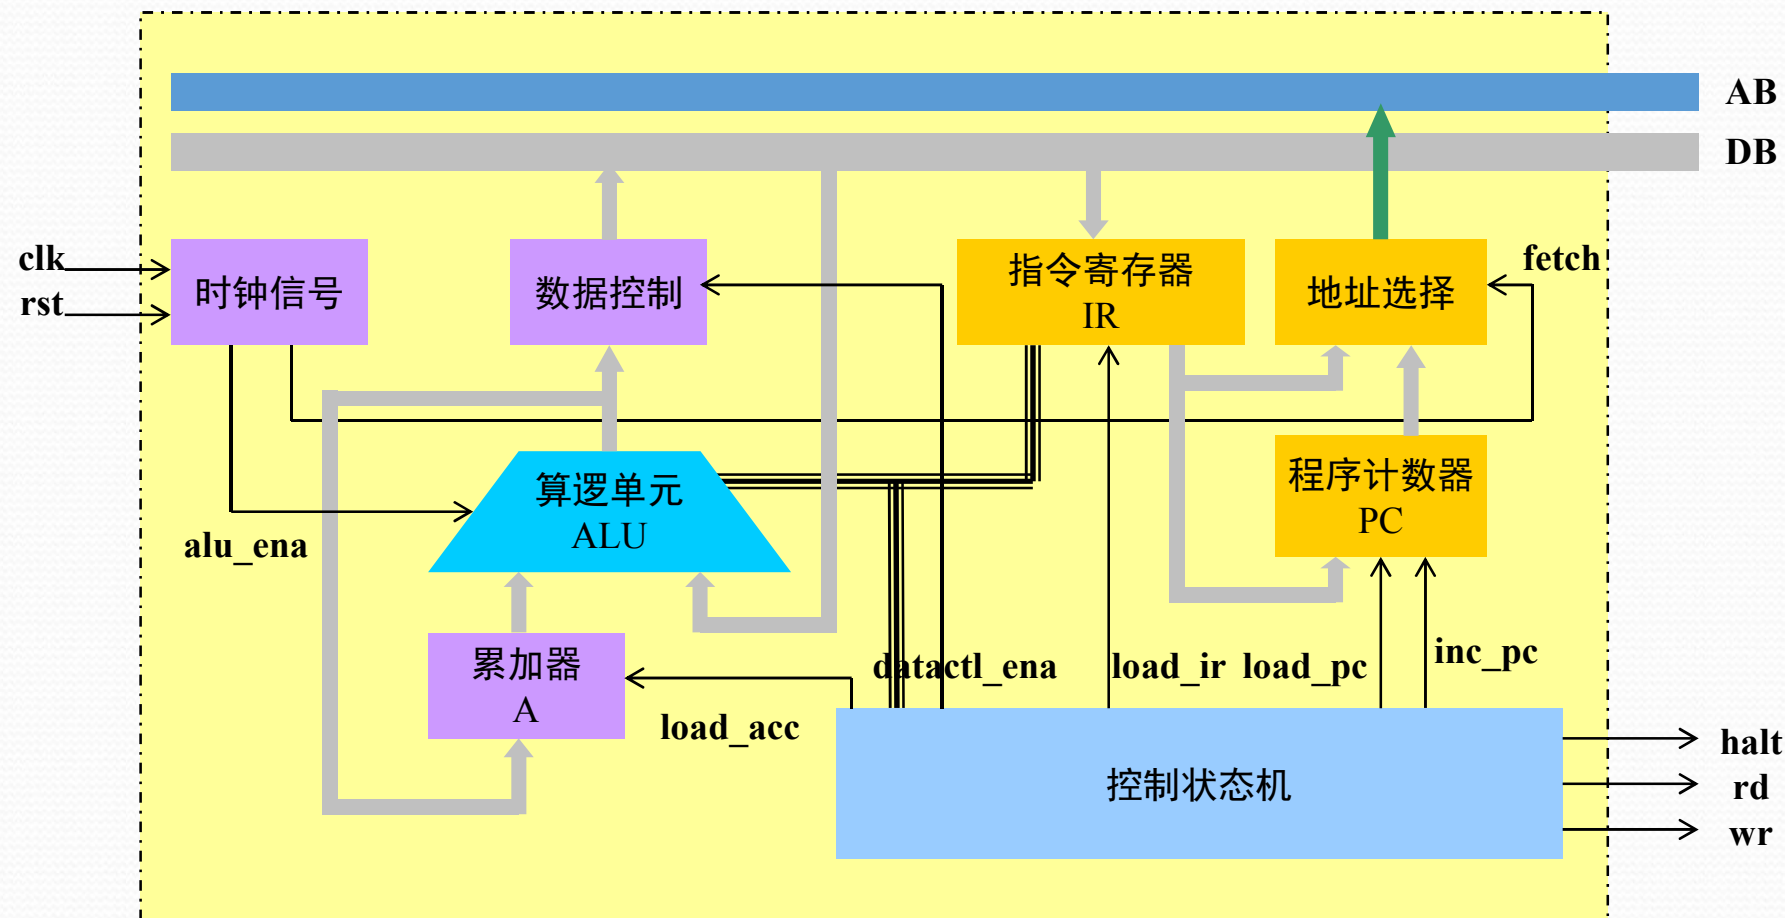 AB
DB
clk
rst
时钟信号
数据控制
指令寄存器
IR
地址选择
fetch
算逻单元
ALU
程序计数器
PC
alu_ena
累加器
A
load_acc
datactl_ena
load_ir
load_pc
inc_pc
控制状态机
halt
rd
wr